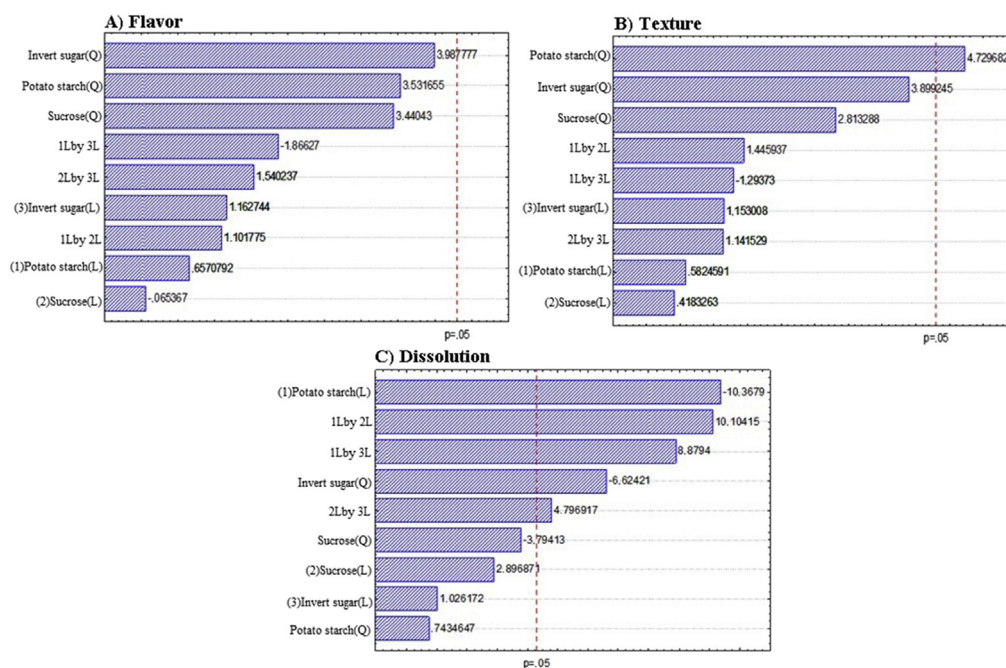 A) Flavor
Invert sugar(Q) 3.987777
Potato starch(Q) 3.531655
Sucrose(Q) 3.44043
1Lby 3L -1.86627
2Lby 3L 1.540237
(3)Invert sugar(L) 1.162744
1Lby 2L 1.101775
(1)Potato starch(L) .6570792
(2)Sucrose(L) -.065367
p=.05
B) Texture
Potato starch(Q) 4.729682
Invert sugar(Q) 3.899245
Sucrose(Q) 2.813288
1Lby 2L 1.445937
1Lby 3L -1.29373
(3)Invert sugar(L) 1.153008
2Lby 3L 1.141529
(1)Potato starch(L) .5824591
(2)Sucrose(L) .4183263
p=.05
C) Dissolution
(1)Potato starch(L) -10.3679
1Lby 2L 10.10415
1Lby 3L 8.8794
Invert sugar(Q) -6.62421
2Lby 3L 4.796917
Sucrose(Q) -3.79413
(2)Sucrose(L) 2.896871
(3)Invert sugar(L) 1.026172
Potato starch(Q) .7434647
p=.05